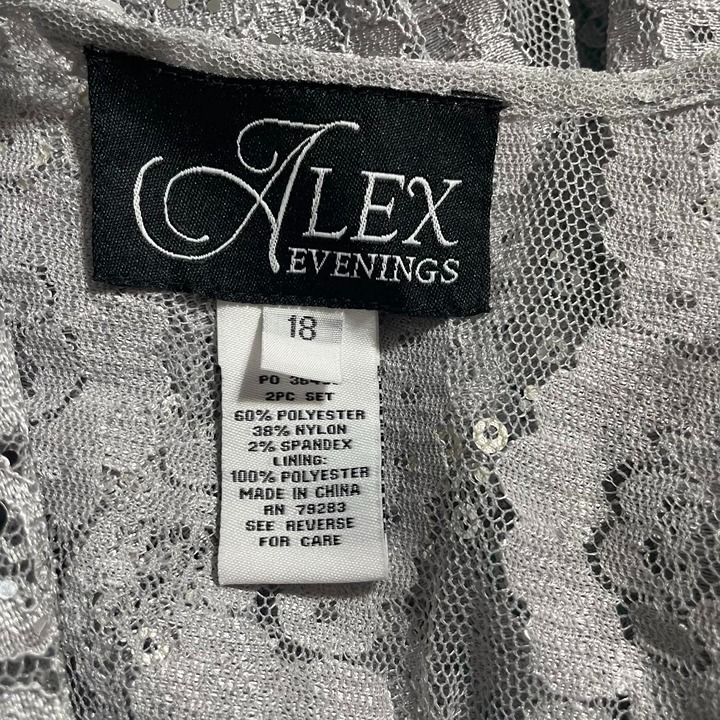 ALEX
EVENINGS
18
PO
2PC SET
60% POLYESTER
38% NYLON
2% SPANDEX
LINING:
100% POLYESTER
MADE IN CHINA
RN 79283
SEE REVERSE
FOR CARE